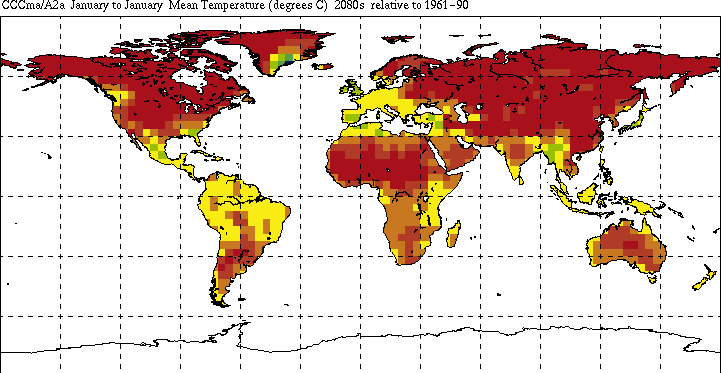 CCCma/A2a January to January Mean Temperature (degrees C) 2080s relative to 1961-90